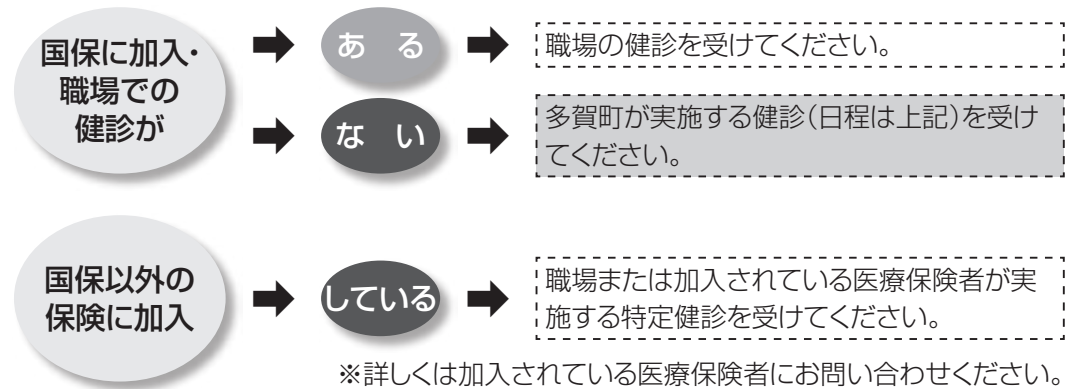 国保に加入・
職場での
健診が
あ る
職場の健診を受けてください。
な い
多賀町が実施する健診(日程は上記)を受け
てください。
国保以外の
保険に加入
している
職場または加入されている医療保険者が実
施する特定健診を受けてください。
※詳しくは加入されている医療保険者にお問い合わせください。